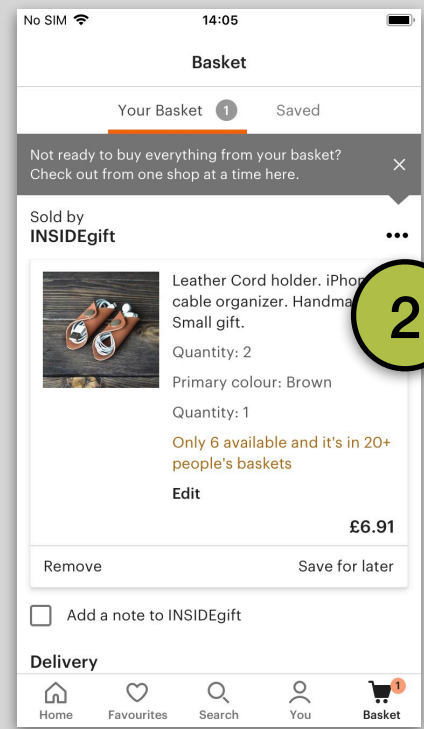 No SIM 14:05
Basket
Your Basket 1 Saved
Not ready to buy everything from your basket?
Check out from one shop at a time here.
Sold by
INSIDEgift
Leather Cord holder.
cable organizer.
Small gift.
Quantity: 2
Primary colour: Brown
Quantity: 1
Only 6 available and it's in 20+
people's baskets
Edit
£6.91
Remove Save for later
Add a note to INSIDEgift
Delivery
1
Home Favourites Search You Basket
2